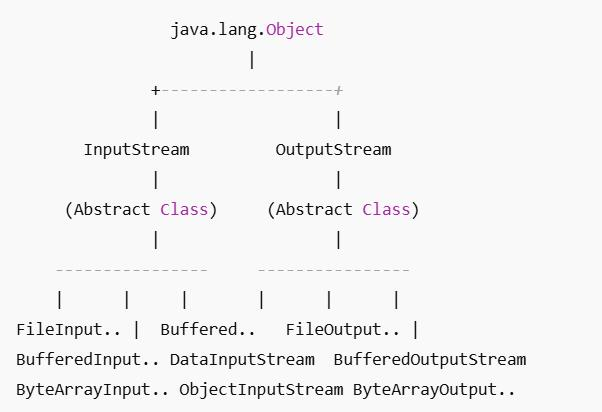 java.lang.Object
|
+------------------+
| |
InputStream OutputStream
| |
(Abstract Class) (Abstract Class)
| |
---------------- ----------------
| | | | | |
FileInput.. | Buffered.. FileOutput.. |
BufferedInput.. DataInputStream BufferedOutputStream
ByteArrayInput.. ObjectInputStream ByteArrayOutput..